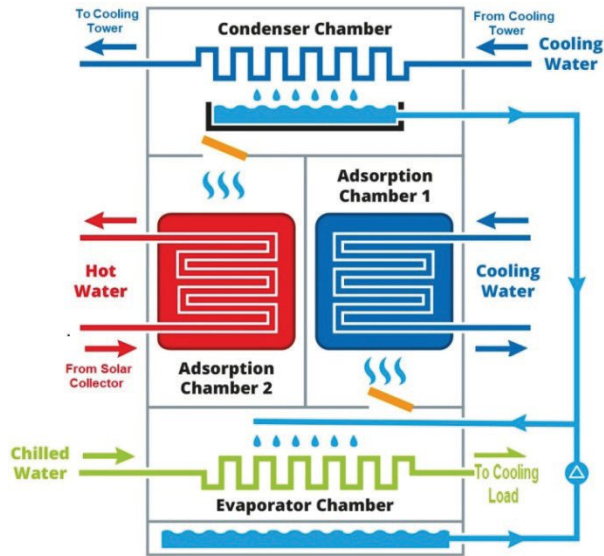 To Cooling
Tower
Condenser Chamber
From Cooling
Tower
Cooling
Water
Adsorption
Chamber 1
Hot
Water
Cooling
Water
From Solar
Collector
Adsorption
Chamber 2
Chilled
Water
To Cooling
Load
Evaporator Chamber